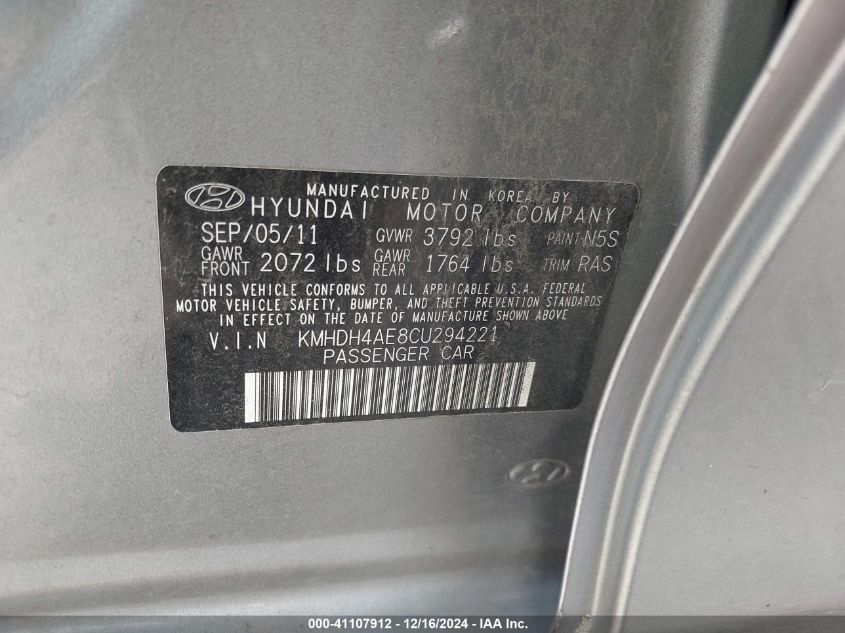 MANUFACTURED IN KOREA BY
HYUNDAI MOTOR COMPANY
SEP/05/11 GVWR 3792 lbs PAINT N5S
GAWR FRONT 2072 lbs GAWR REAR 1764 lbs TRIM RAS
THIS VEHICLE CONFORMS TO ALL APPLICABLE U.S.A. FEDERAL
MOTOR VEHICLE SAFETY, BUMPER, AND THEFT PREVENTION STANDARDS
IN EFFECT ON THE DATE OF MANUFACTURE SHOWN ABOVE.
V.I.N KMHDH4AE8CU294221
PASSENGER CAR
000-41107912 - 12/16/2024 - IAA Inc.